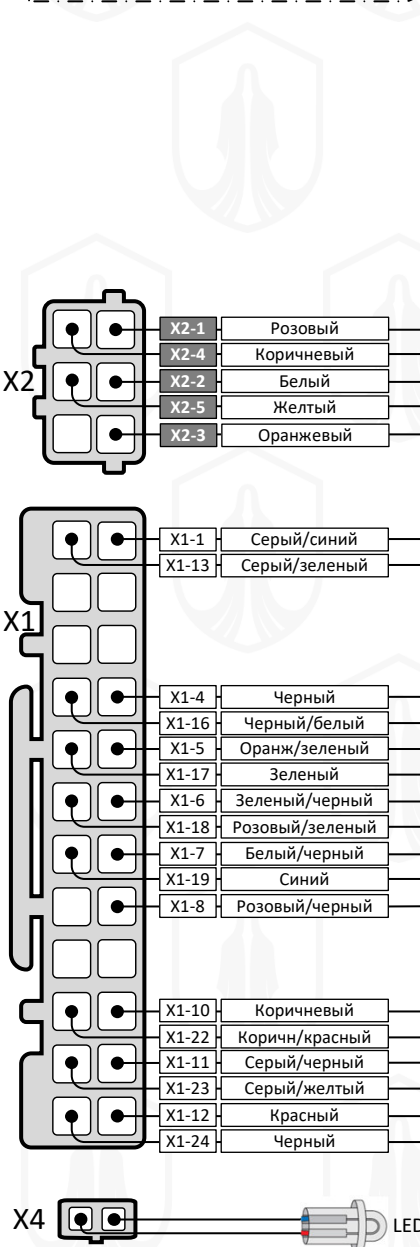 X2
X2-1 Розовый
X2-4 Коричневый
X2-2 Белый
X2-5 Желтый
X2-3 Оранжевый
X1
X1-1 Серый/синий
X1-13 Серый/зеленый
X1-4 Черный
X1-16 Черный/белый
X1-5 Оранж/зеленый
X1-17 Зеленый
X1-6 Зеленый/черный
X1-18 Розовый/зеленый
X1-7 Белый/черный
X1-19 Синий
X1-8 Розовый/черный
X1-10 Коричневый
X1-22 Коричн/красный
X1-11 Серый/черный
X1-23 Серый/желтый
X1-12 Красный
X1-24 Черный
X4
LED